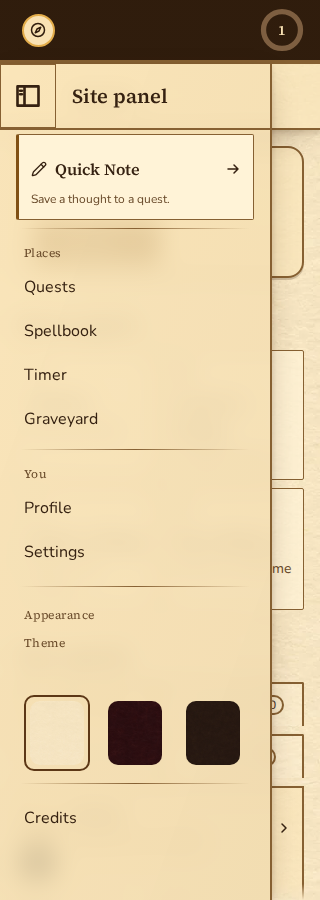 1
Site panel
Quick Note
Save a thought to a quest.
Places
Quests
Spellbook
Timer
Graveyard
You
Profile
Settings
me
Appearance
Theme
Credits